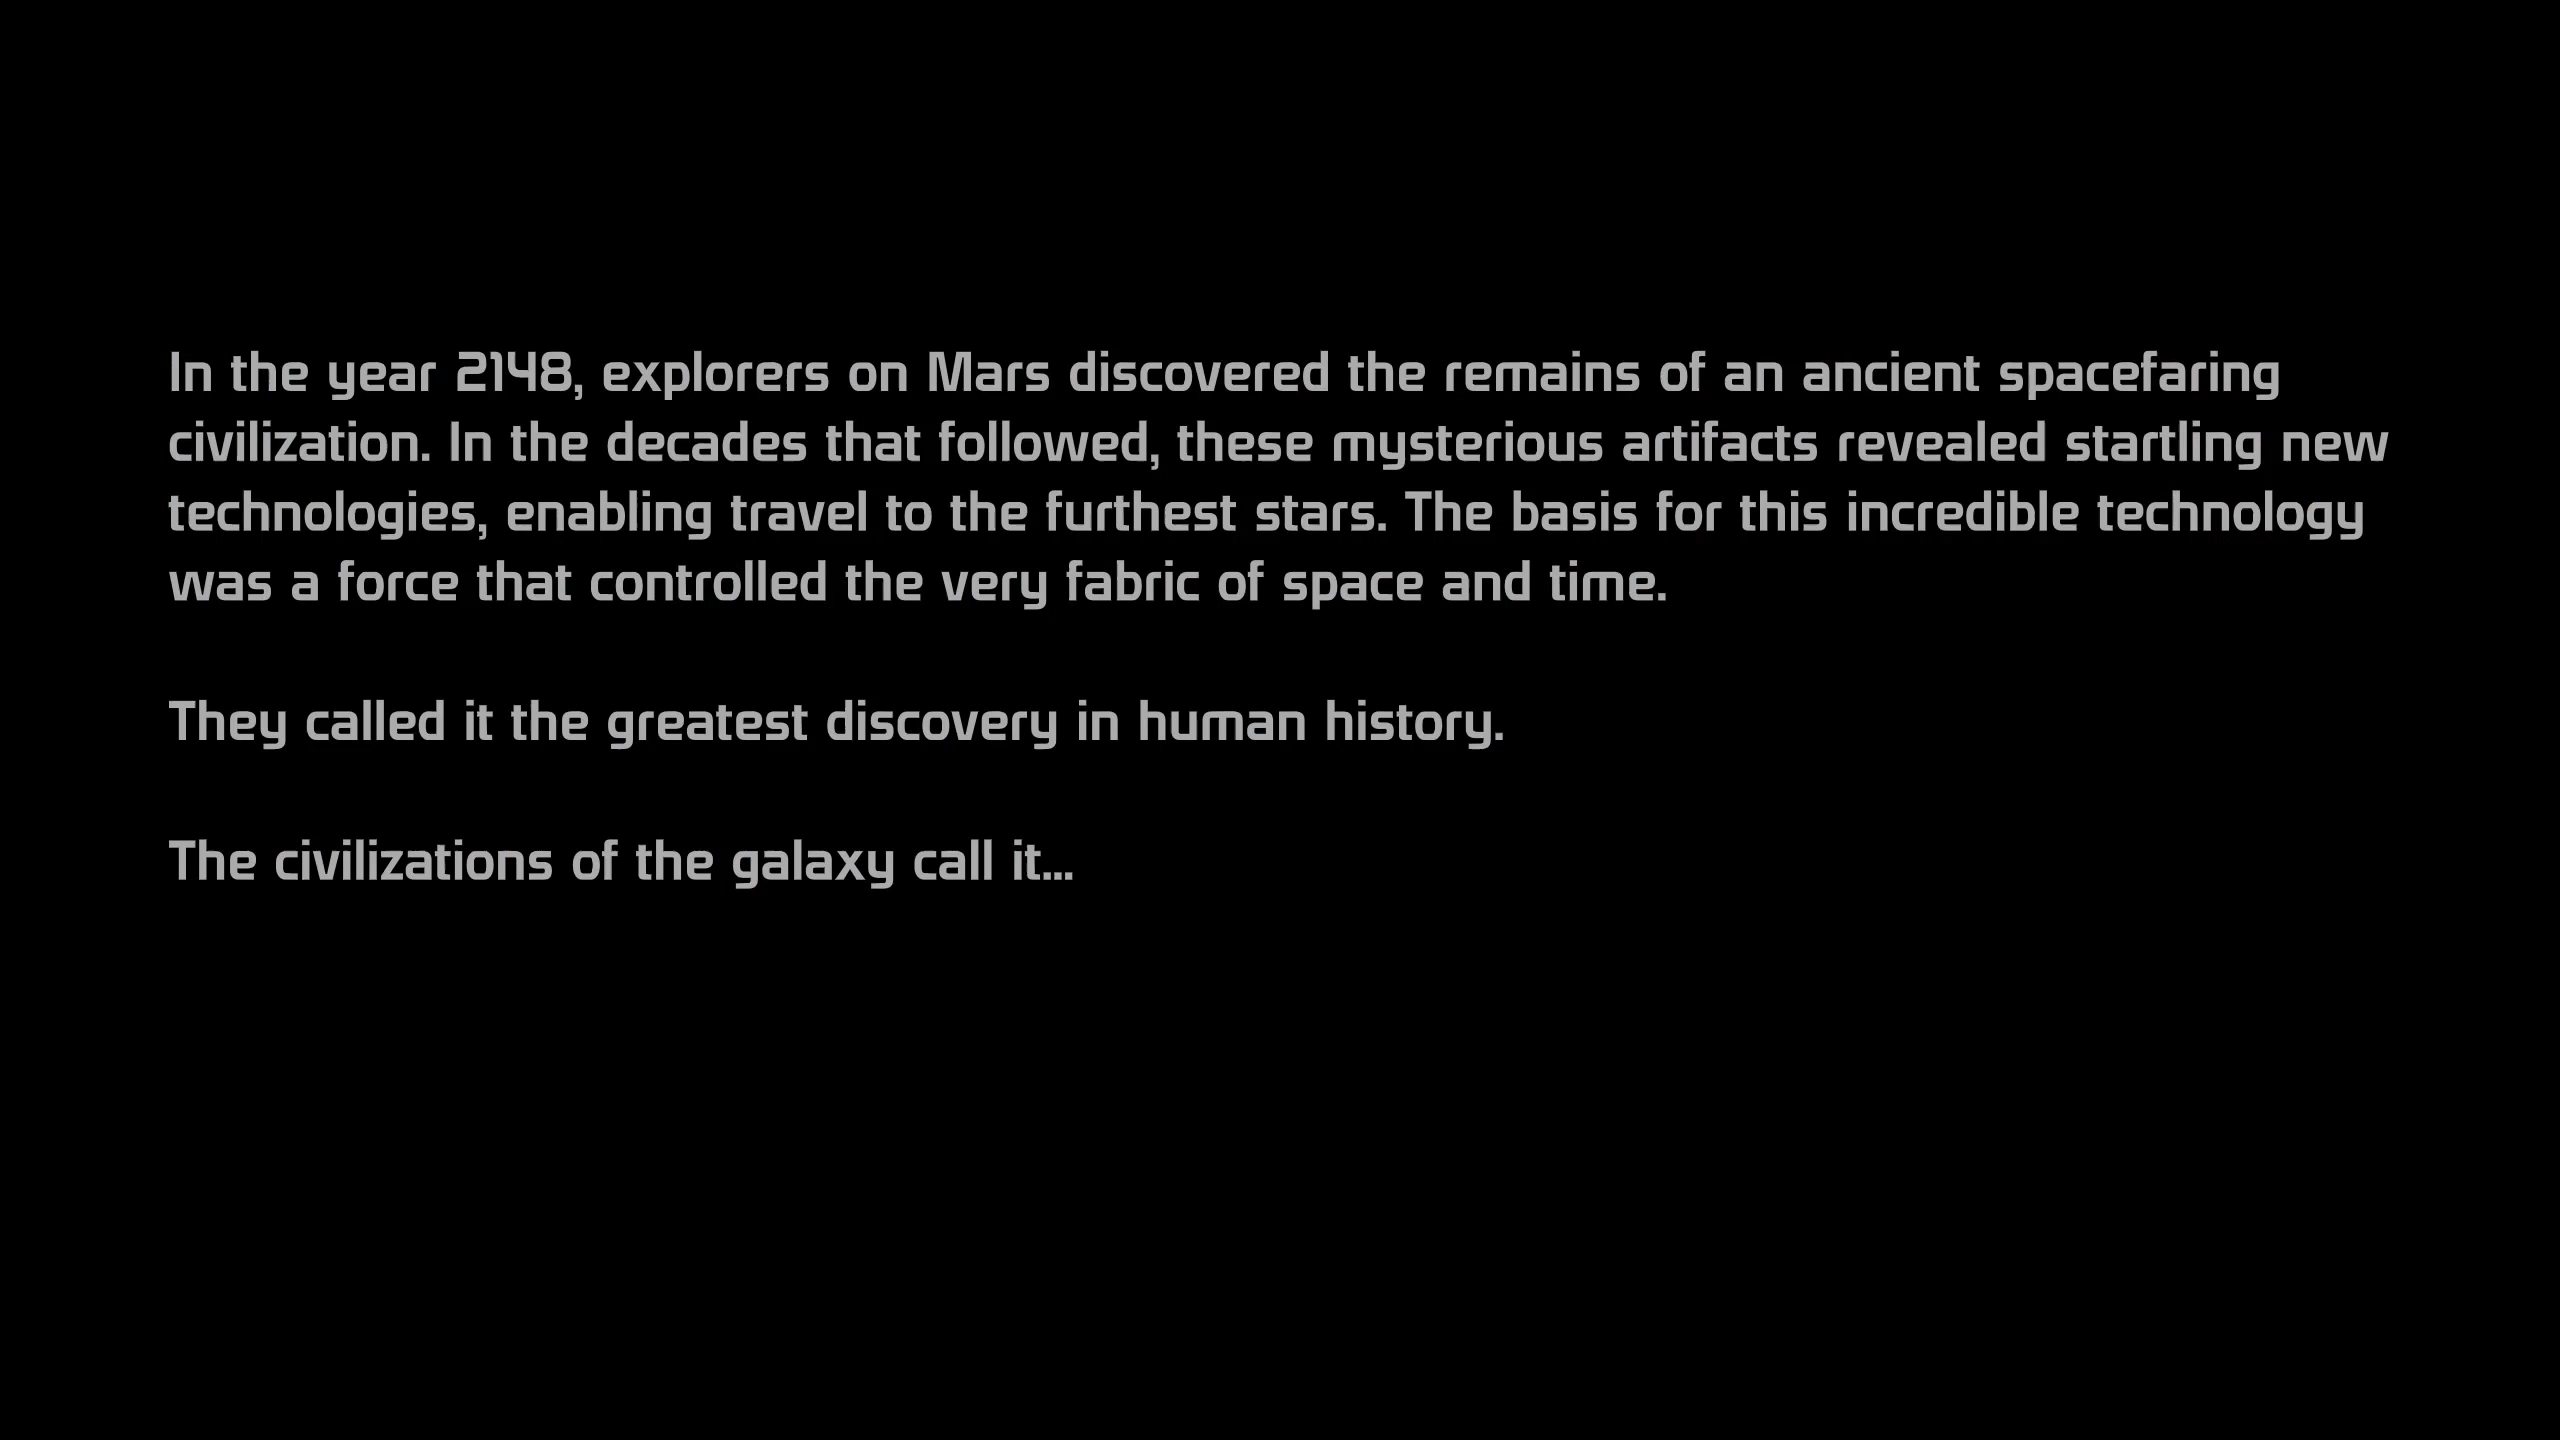 In the year 2148, explorers on Mars discovered the remains of an ancient spacefaring
civilization. In the decades that followed, these mysterious artifacts revealed startling new
technologies, enabling travel to the furthest stars. The basis for this incredible technology
was a force that controlled the very fabric of space and time.
They called it the greatest discovery in human history.
The civilizations of the galaxy call it...